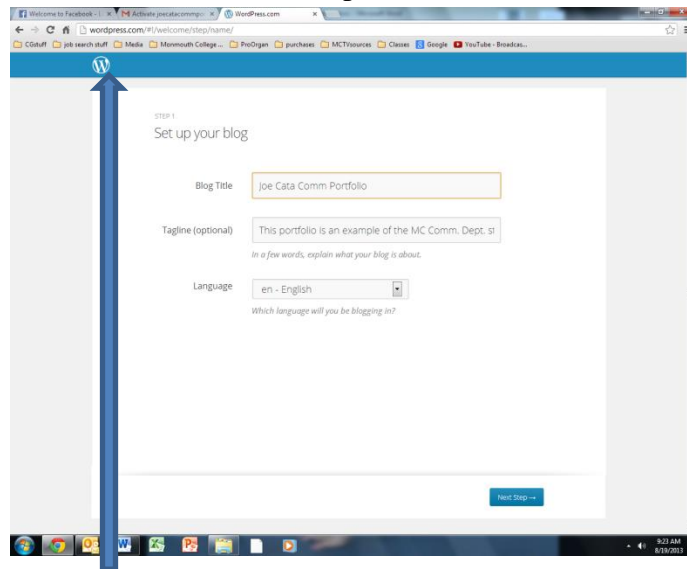 Welcome to Facebook - L
Activate joecatacommpo
WordPress.com
wordpress.com/#!/welcome/step/name/
CGstuff job search stuff Media Monmouth College ... PreOrgan purchases MCTVsources Classes Google YouTube - Broadcas...
STEP 1
Set up your blog
Blog Title
Joe Cata Comm Portfolio
Tagline (optional)
This portfolio is an example of the MC Comm. Dept. st
In a few words, explain what your blog is about.
Language
en - English
Which language will you be blogging in?
Next Step →
9:23 AM
8/19/2013